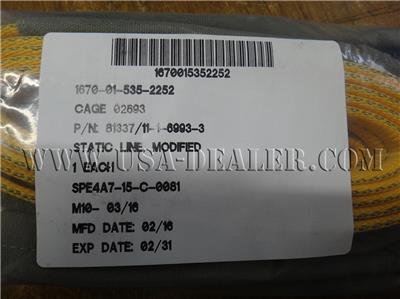 1670015352252
1670-01-535-2252
CAGE 02693
P/N: 81337/11-1-6993-3
WWW.USA-DEALER.COM
STATIC LINE, MODIFIED
1 EACH
SPE4A7-15-C-0081
M10- 03/16
MFD DATE: 02/16
EXP DATE: 02/31